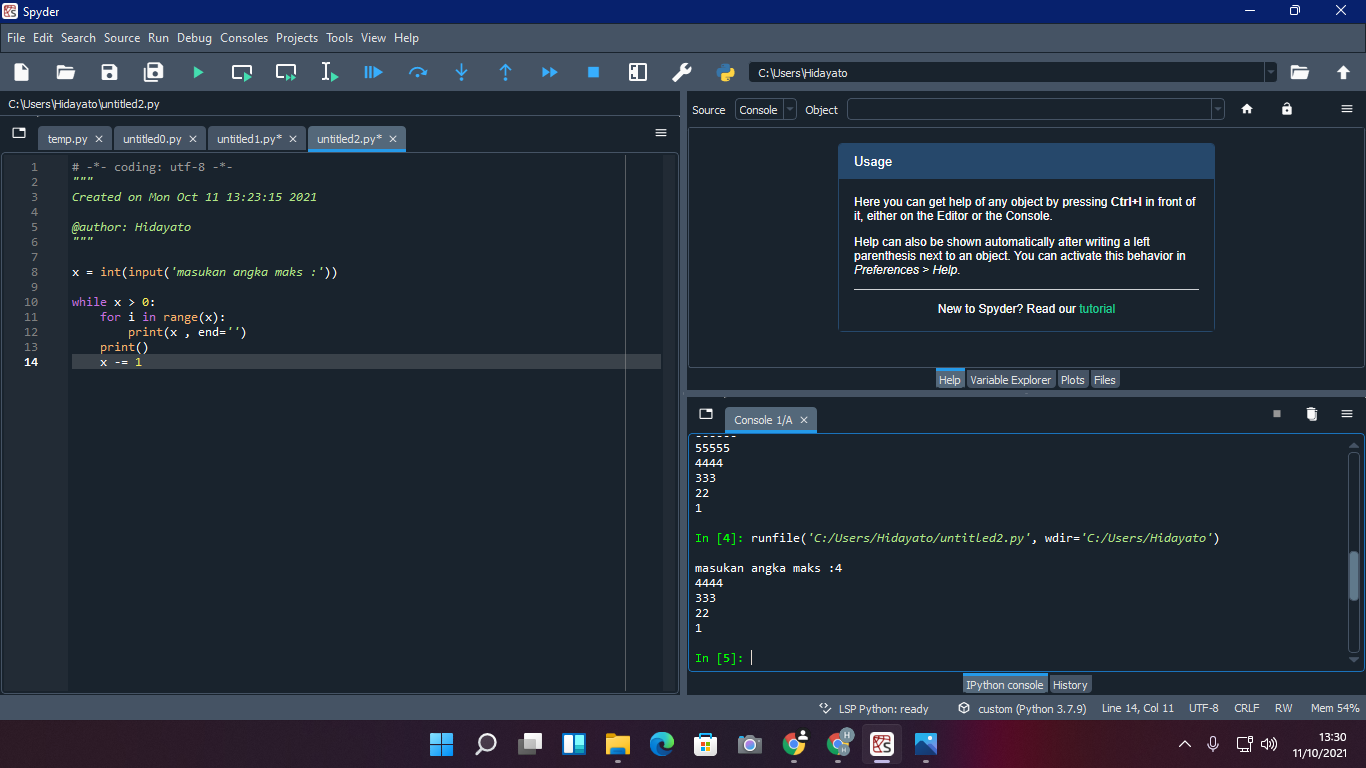 Spyder
File Edit Search Source Run Debug Consoles Projects Tools View Help
C:\Users\Hidayato
C:\Users\Hidayato\untitled2.py
temp.py untitled0.py untitled1.py* untitled2.py*
1 # -*- coding: utf-8 -*-
2 """
3 Created on Mon Oct 11 13:23:15 2021
4
5 @author: Hidayato
6 """
7
8 x = int(input('masukan angka maks :'))
9
10 while x > 0:
11 for i in range(x):
12 print(x , end='')
13 print()
14 x -= 1
Source Console Object
Usage
Here you can get help of any object by pressing Ctrl+I in front of
it, either on the Editor or the Console.
Help can also be shown automatically after writing a left
parenthesis next to an object. You can activate this behavior in
Preferences > Help.
New to Spyder? Read our tutorial
Help Variable Explorer Plots Files
Console 1/A
55555
4444
333
22
1
In [4]: runfile('C:/Users/Hidayato/untitled2.py', wdir='C:/Users/Hidayato')
masukan angka maks :4
4444
333
22
1
In [5]:
IPython console History
LSP Python: ready custom (Python 3.7.9) Line 14, Col 11 UTF-8 CRLF RW Mem 54%
H
13:30
11/10/2021